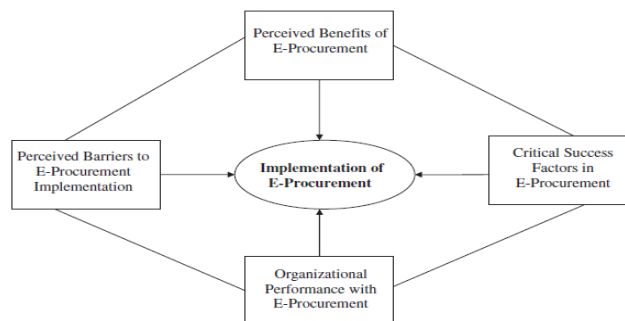 Perceived Benefits of
E-Procurement
Perceived Barriers to
E-Procurement
Implementation
Implementation of
E-Procurement
Critical Success
Factors in
E-Procurement
Organizational
Performance with
E-Procurement